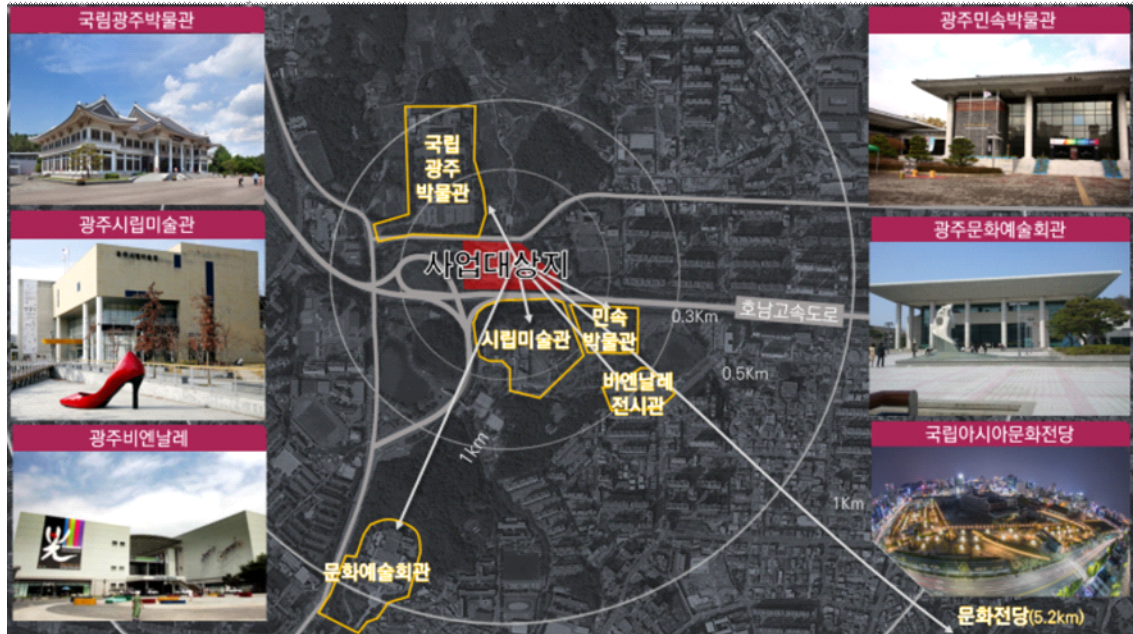 국립광주박물관
광주민속박물관
국립
광주
박물관
광주시립미술관
광주문화예술회관
사업대상지
시립미술관
민속
박물관
0.3Km
호남고속도로
비엔날레
전시관
0.5Km
광주비엔날레
국립아시아문화전당
1km
1Km
光
문화예술회관
문화전당(5.2km)